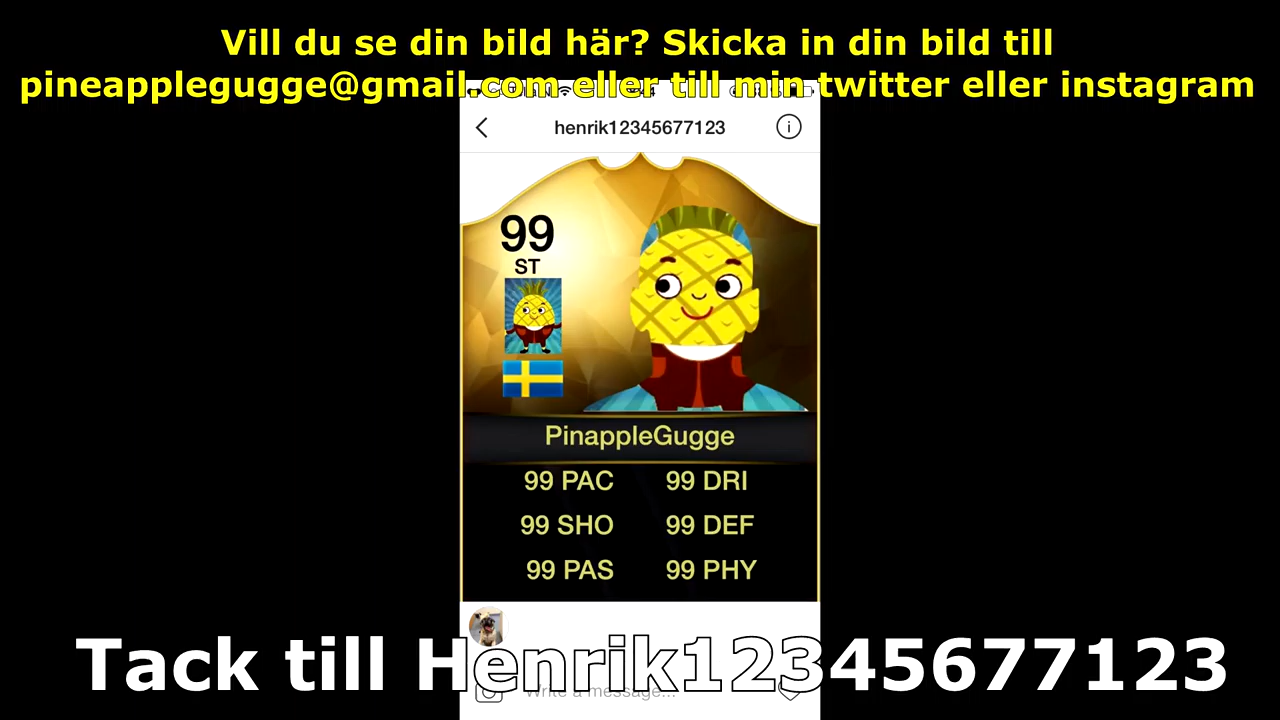 Vill du se din bild här? Skicka in din bild till
pineapplegugge@gmail.com eller till min twitter eller instagram
henrik12345677123
99
ST
PinappleGugge
99 PAC 99 DRI
99 SHO 99 DEF
99 PAS 99 PHY
Tack till Henrik12345677123
Write a message...